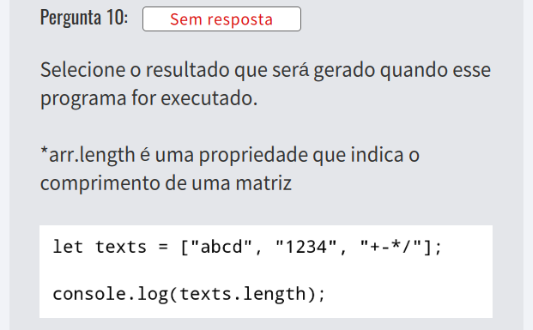 Pergunta 10: Sem resposta
Selecione o resultado que será gerado quando esse
programa for executado.
*arr.length é uma propriedade que indica o
comprimento de uma matriz
let texts = ["abcd", "1234", "+-*/"];
console.log(texts.length);